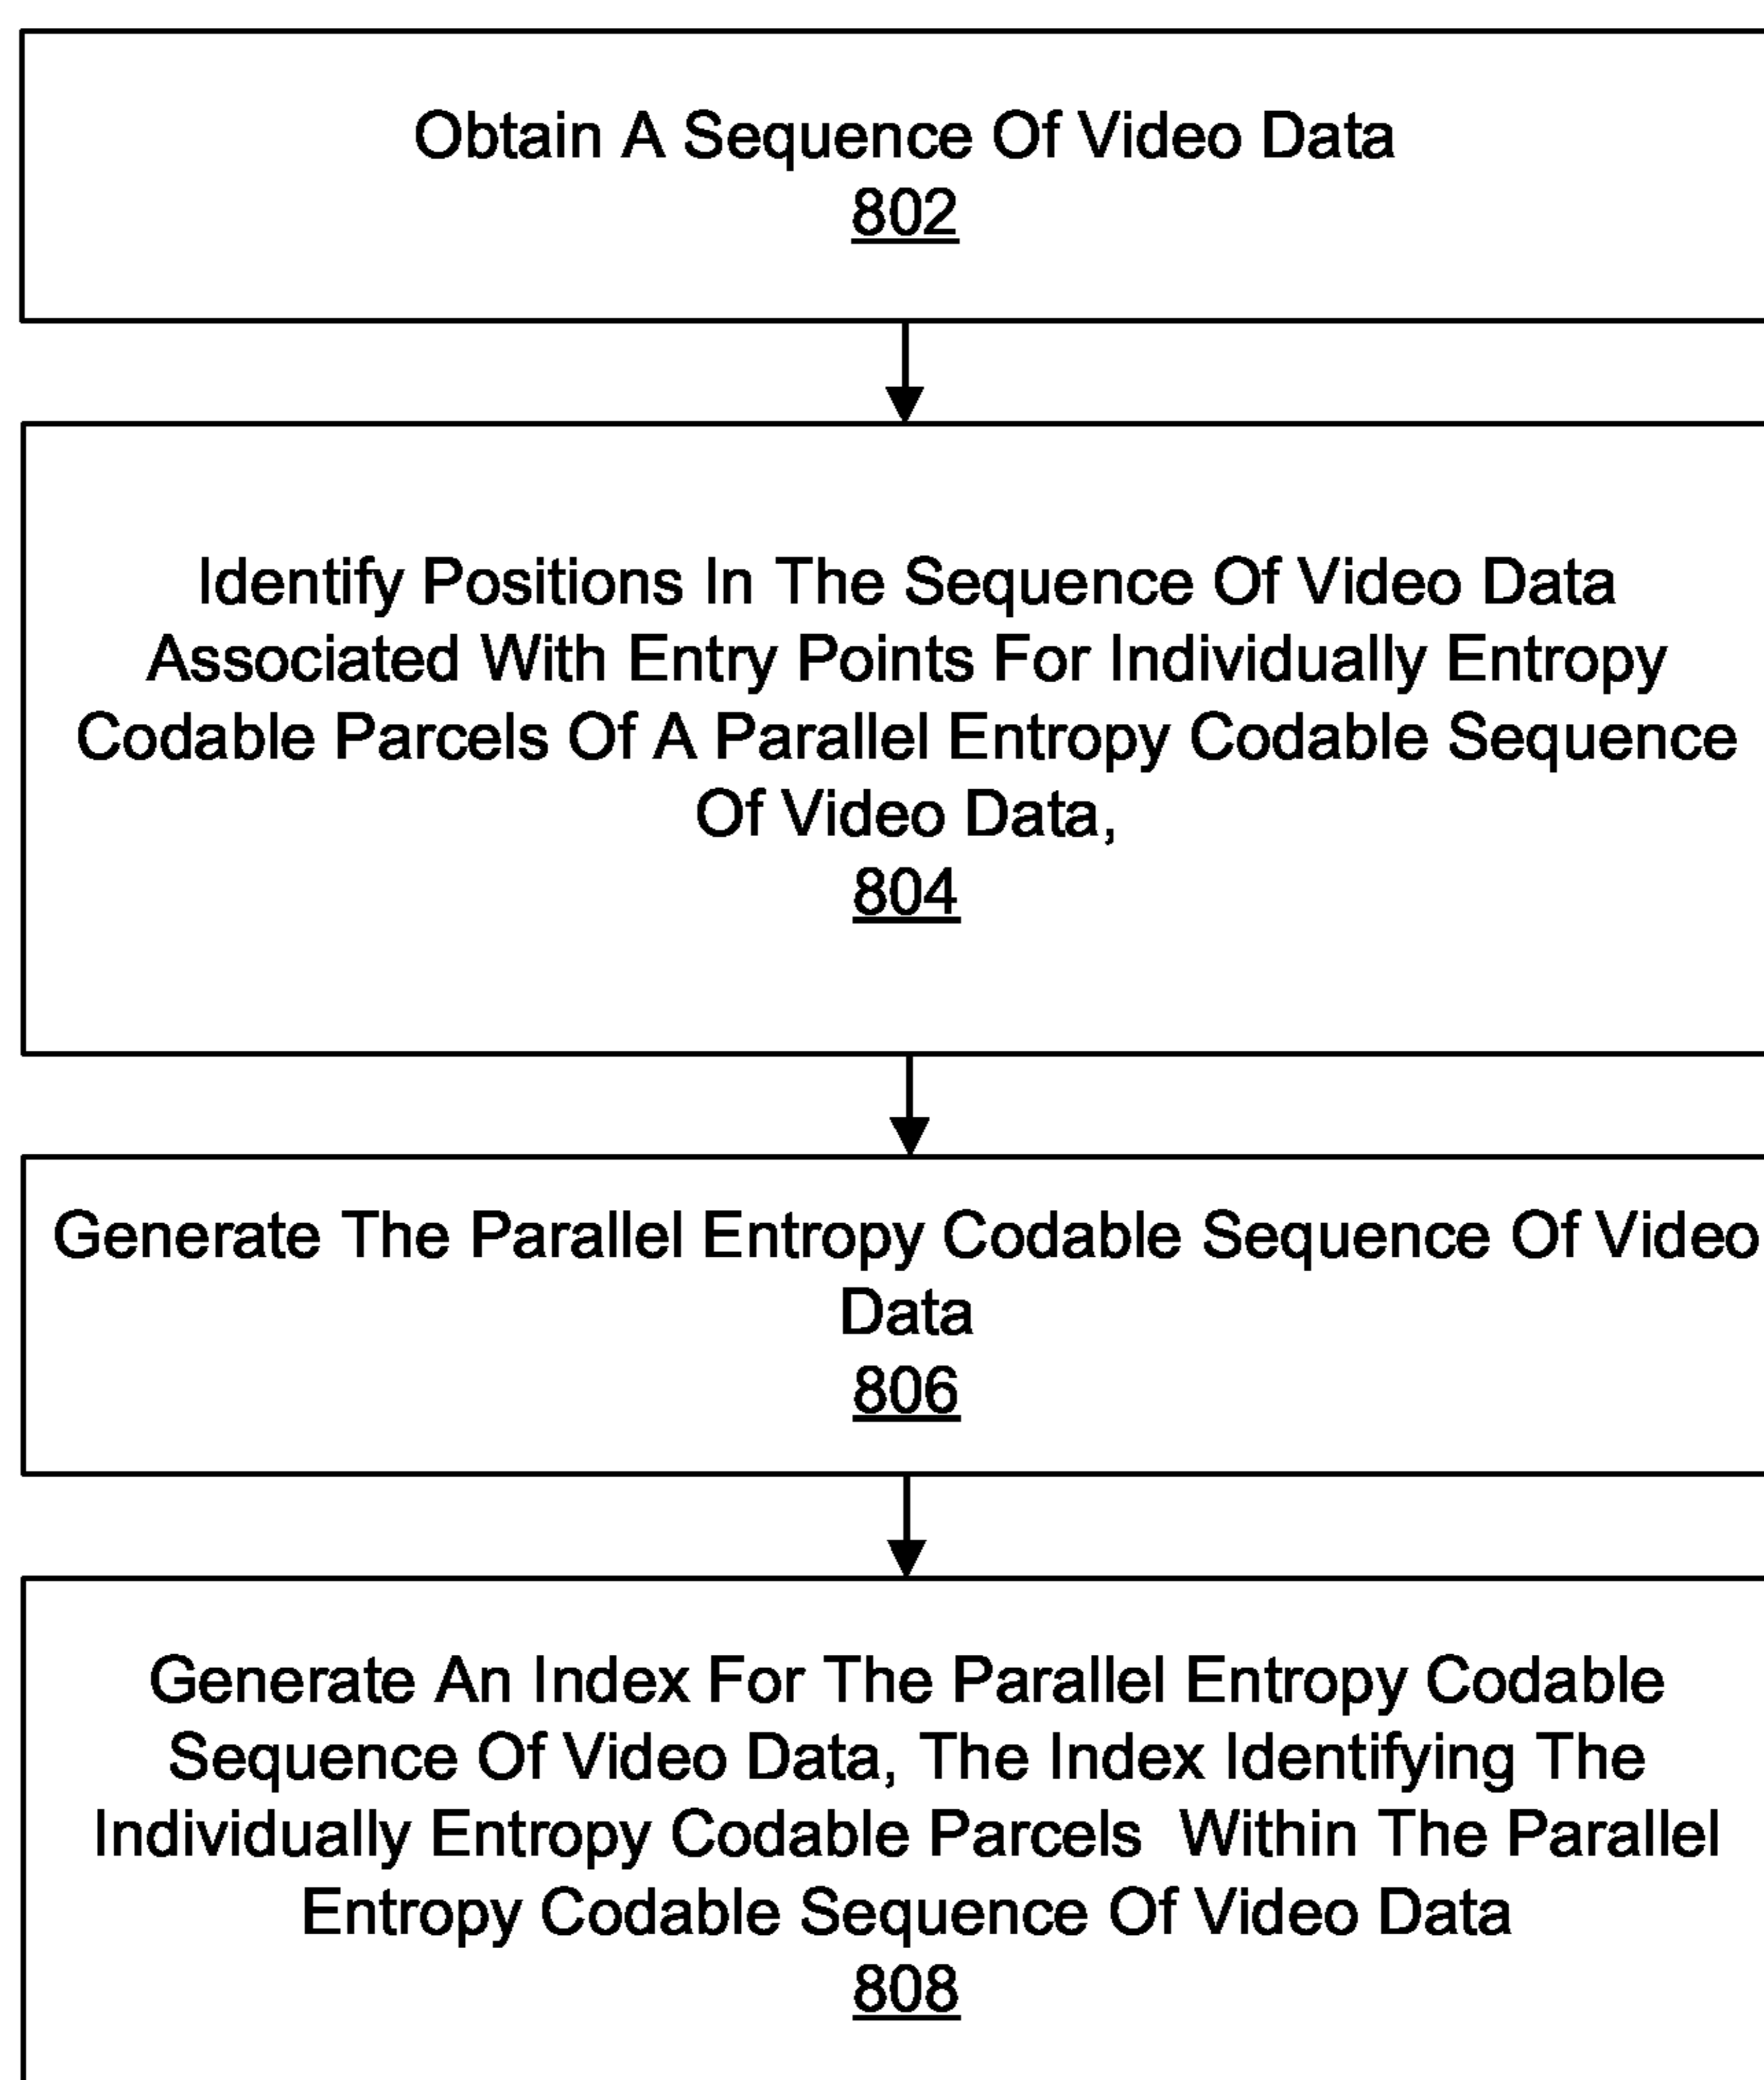 Obtain A Sequence Of Video Data
802
Identify Positions In The Sequence Of Video Data
Associated With Entry Points For Individually Entropy
Codable Parcels Of A Parallel Entropy Codable Sequence
Of Video Data,
804
Generate The Parallel Entropy Codable Sequence Of Video
Data
806
Generate An Index For The Parallel Entropy Codable
Sequence Of Video Data, The Index Identifying The
Individually Entropy Codable Parcels Within The Parallel
Entropy Codable Sequence Of Video Data
808